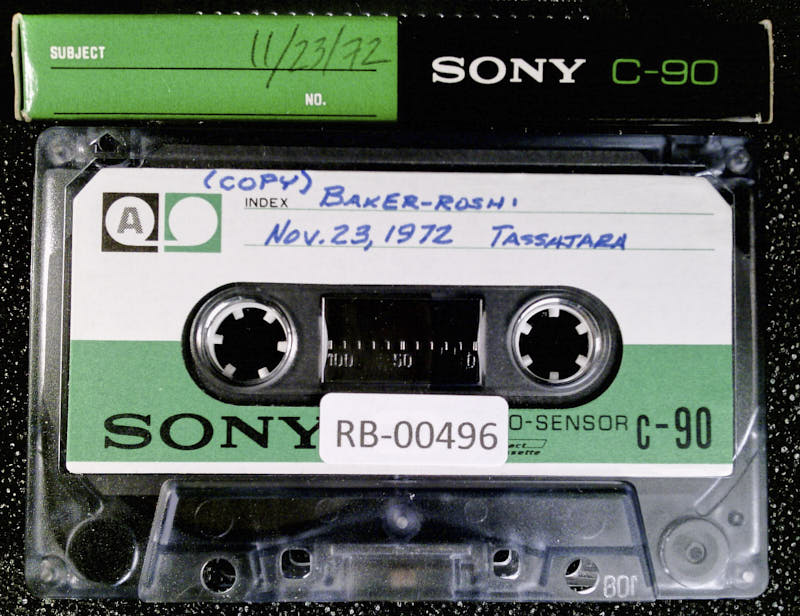 SUBJECT 11/23/72
NO.
SONY C-90
(COPY)
A INDEX BAKER-ROSHI
NOV. 23, 1972 TASSAJARA
100 50 0
SONY O-SENSOR C-90
RB-00496